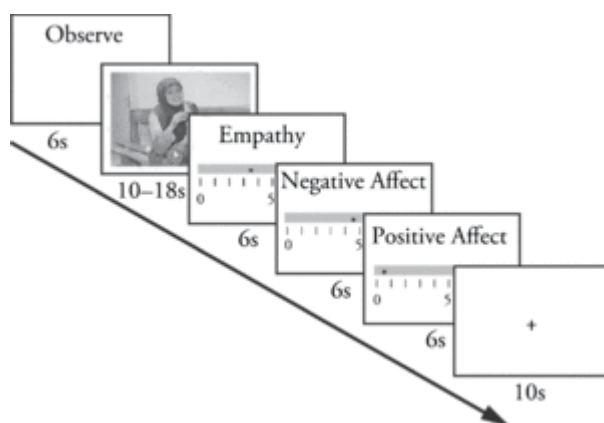 Observe
6s
10–18s
Empathy
0 5
6s
Negative Affect
0 5
6s
Positive Affect
0 5
6s
+
10s